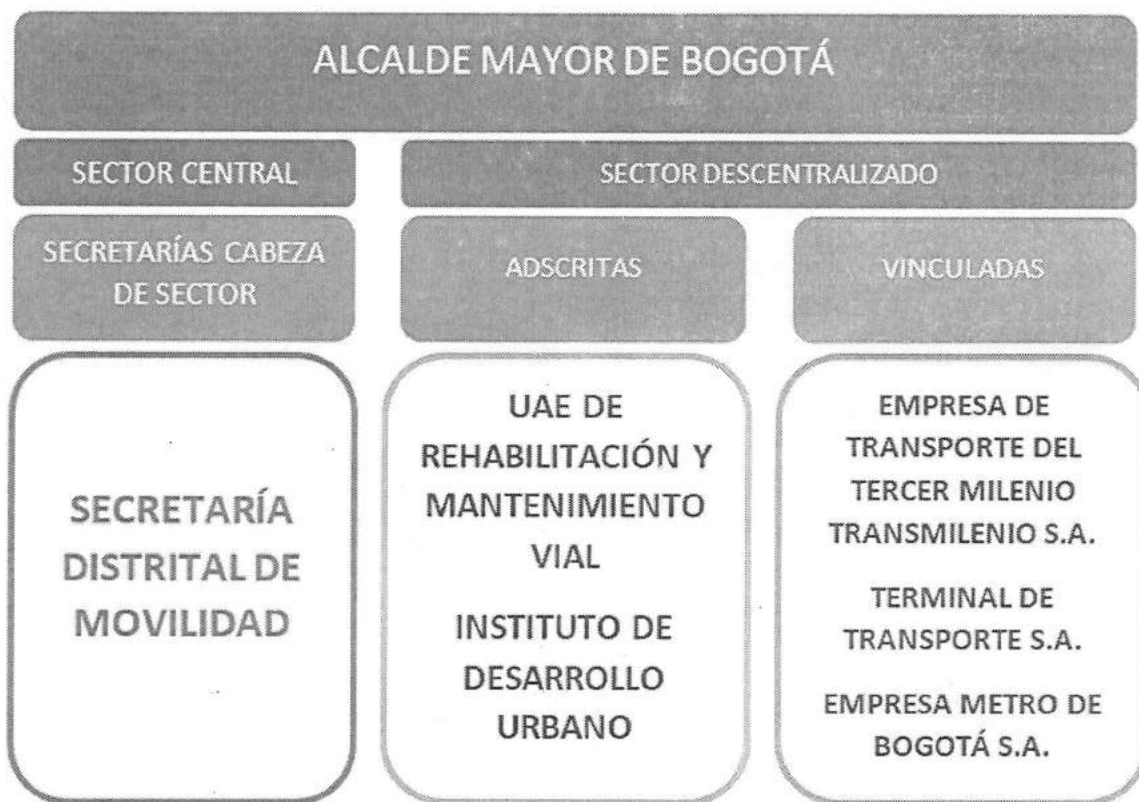 ALCALDE MAYOR DE BOGOTÁ
SECTOR CENTRAL
SECTOR DESCENTRALIZADO
SECRETARÍAS CABEZA
DE SECTOR
ADSCRITAS
VINCULADAS
SECRETARÍA
DISTRITAL DE
MOVILIDAD
UAE DE
REHABILITACIÓN Y
MANTENIMIENTO
VIAL
INSTITUTO DE
DESARROLLO
URBANO
EMPRESA DE
TRANSPORTE DEL
TERCER MILENIO
TRANSMILENIO S.A.
TERMINAL DE
TRANSPORTE S.A.
EMPRESA METRO DE
BOGOTÁ S.A.